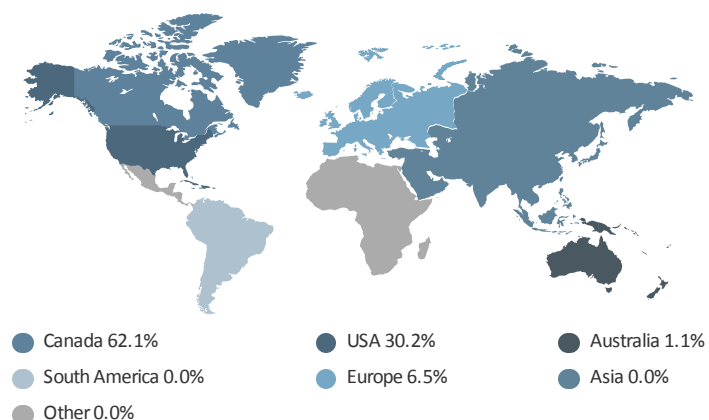 Canada 62.1%
USA 30.2%
Australia 1.1%
South America 0.0%
Europe 6.5%
Asia 0.0%
Other 0.0%